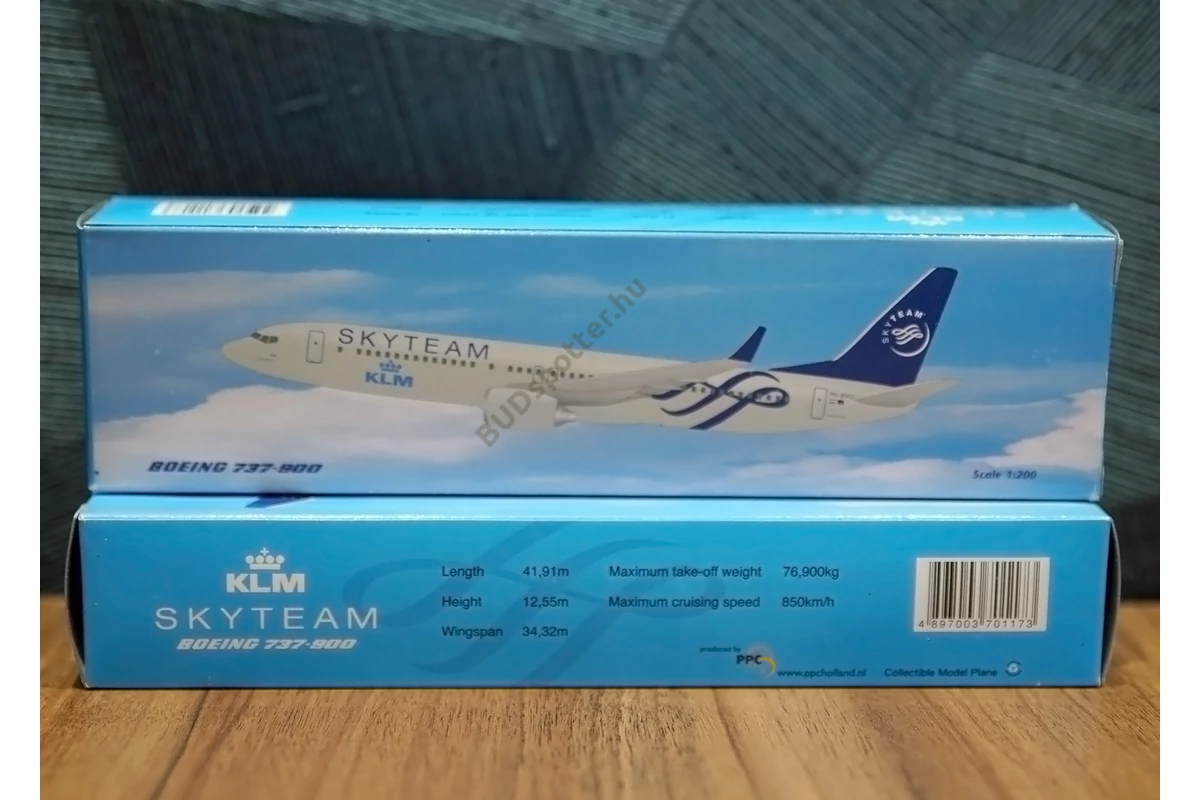 SKYTEAM
KLM
SKYTEAM
BOEING 737-900
Scale 1:200
BUDspotter.hu
KLM
SKYTEAM
BOEING 737-900
Length 41,91m
Height 12,55m
Wingspan 34,32m
Maximum take-off weight 76,900kg
Maximum cruising speed 850km/h
4 897003 701173
produced by
PPC
www.ppcholland.nl
Collectible Model Plane